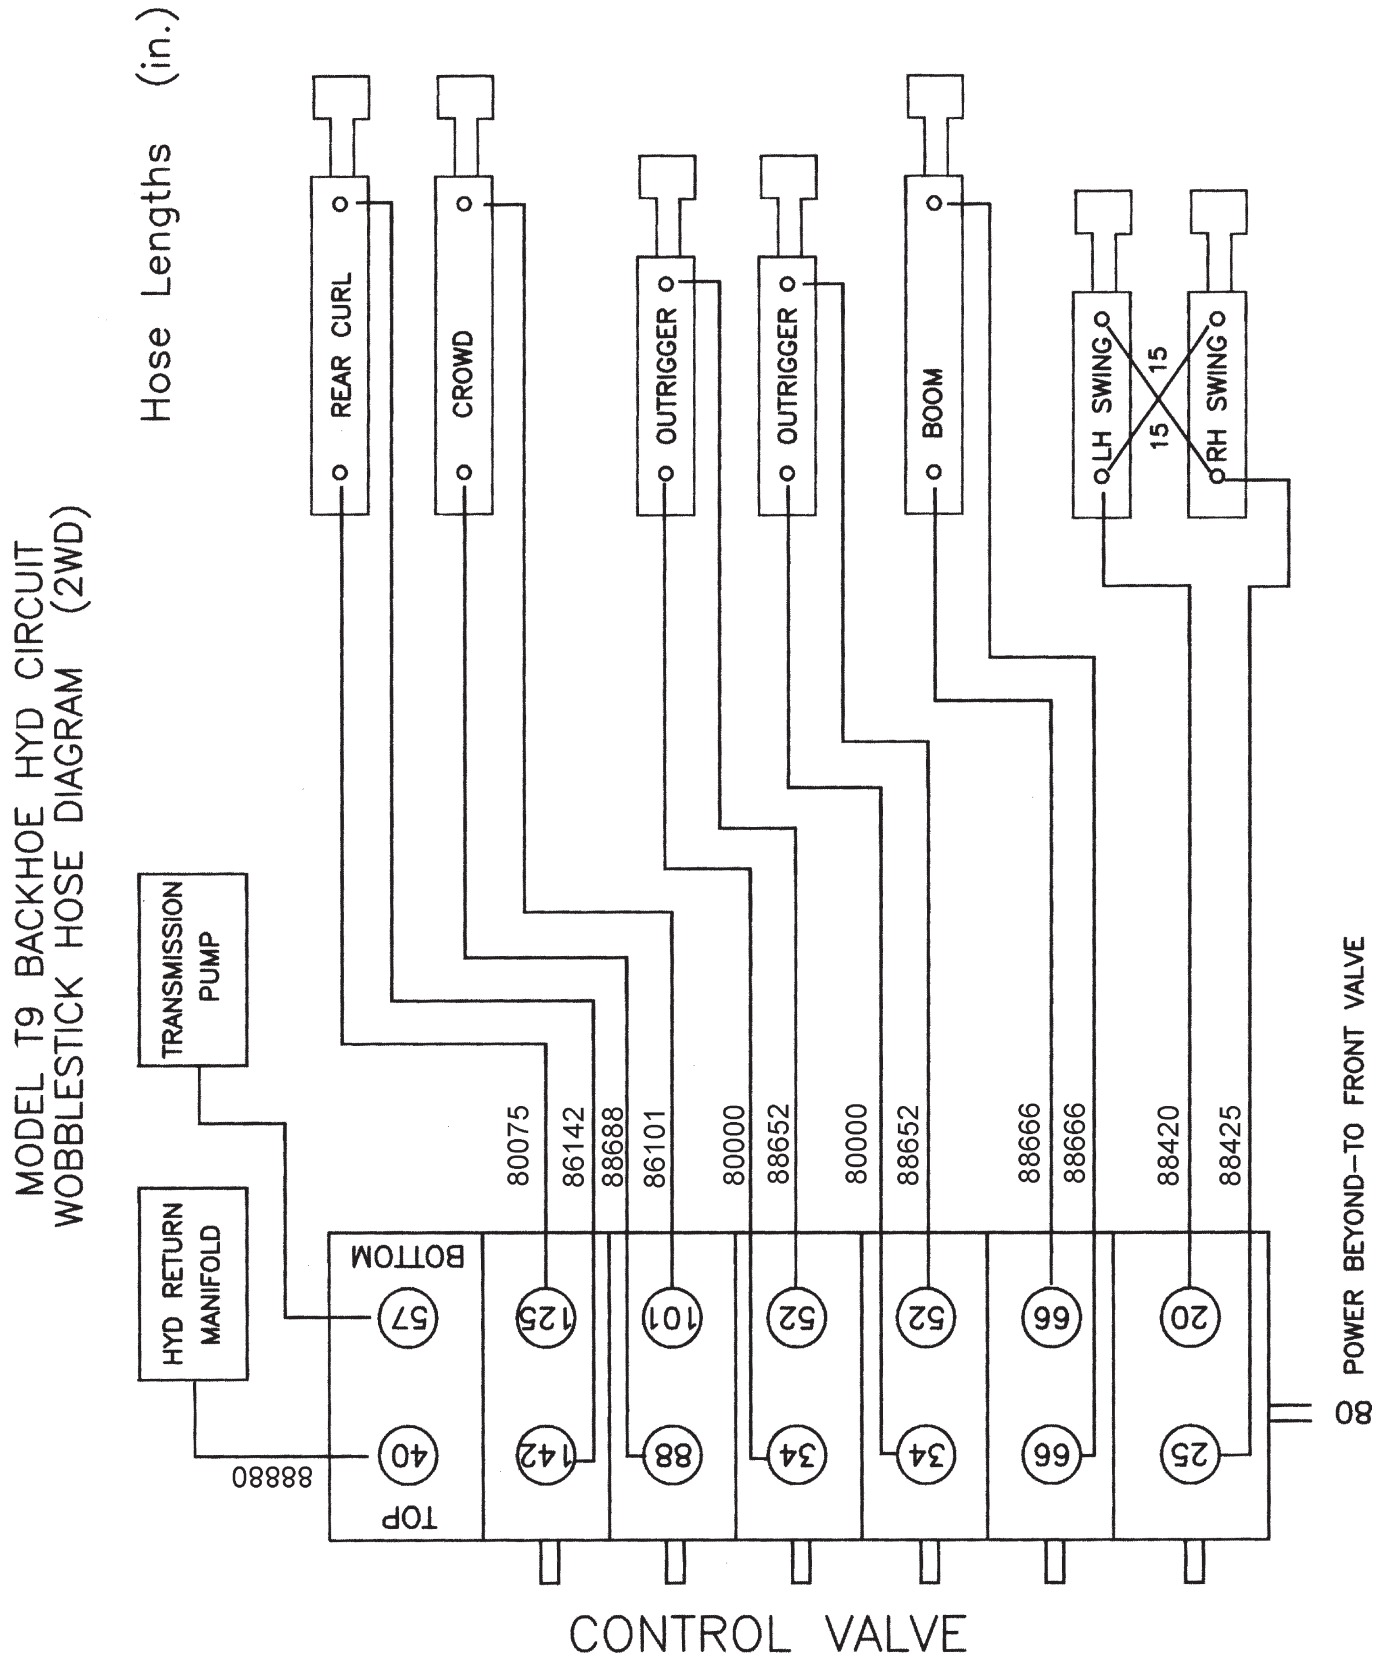 MODEL T9 BACKHOE HYD CIRCUIT
WOBBLESTICK HOSE DIAGRAM (2WD)
Hose Lengths (in.)
HYD RETURN
MANIFOLD
TRANSMISSION
PUMP
REAR CURL
CROWD
OUTRIGGER
OUTRIGGER
BOOM
LH SWING
15
15
RH SWING
88880
80075
86142
88688
86101
80000
88652
80000
88652
88666
88666
88420
88425
BOTTOM
57
125
101
52
52
66
20
TOP
40
142
88
34
34
66
25
80
POWER BEYOND-TO FRONT VALVE
CONTROL VALVE